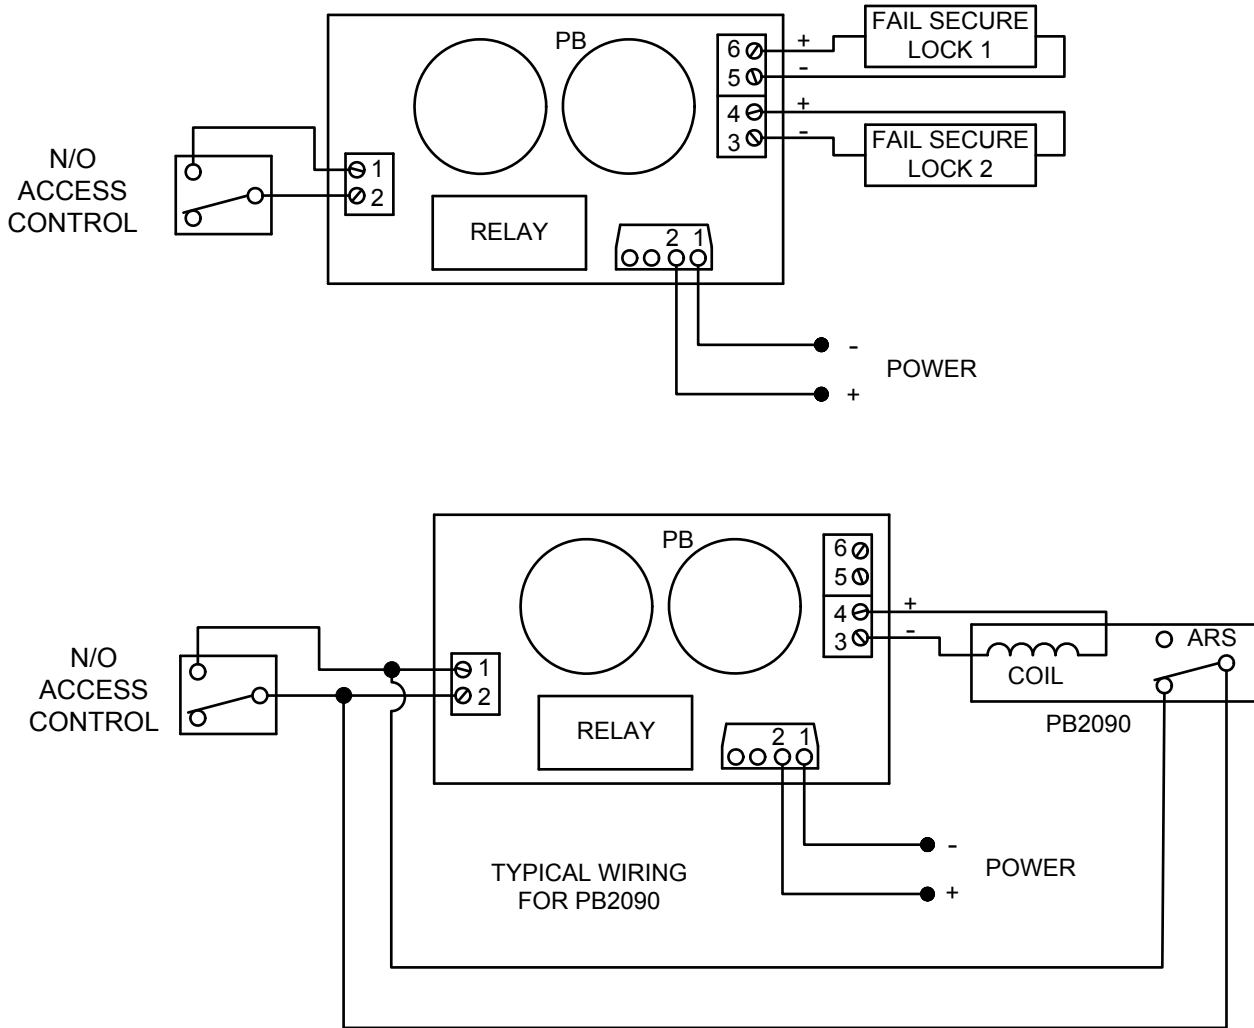 PB
6
5
4
3
+
-
+
-
FAIL SECURE
LOCK 1
FAIL SECURE
LOCK 2
N/O
ACCESS
CONTROL
1
2
RELAY
2 1
-
POWER
+
PB
6
5
4
3
+
-
ARS
COIL
PB2090
N/O
ACCESS
CONTROL
1
2
RELAY
2 1
-
POWER
+
TYPICAL WIRING
FOR PB2090